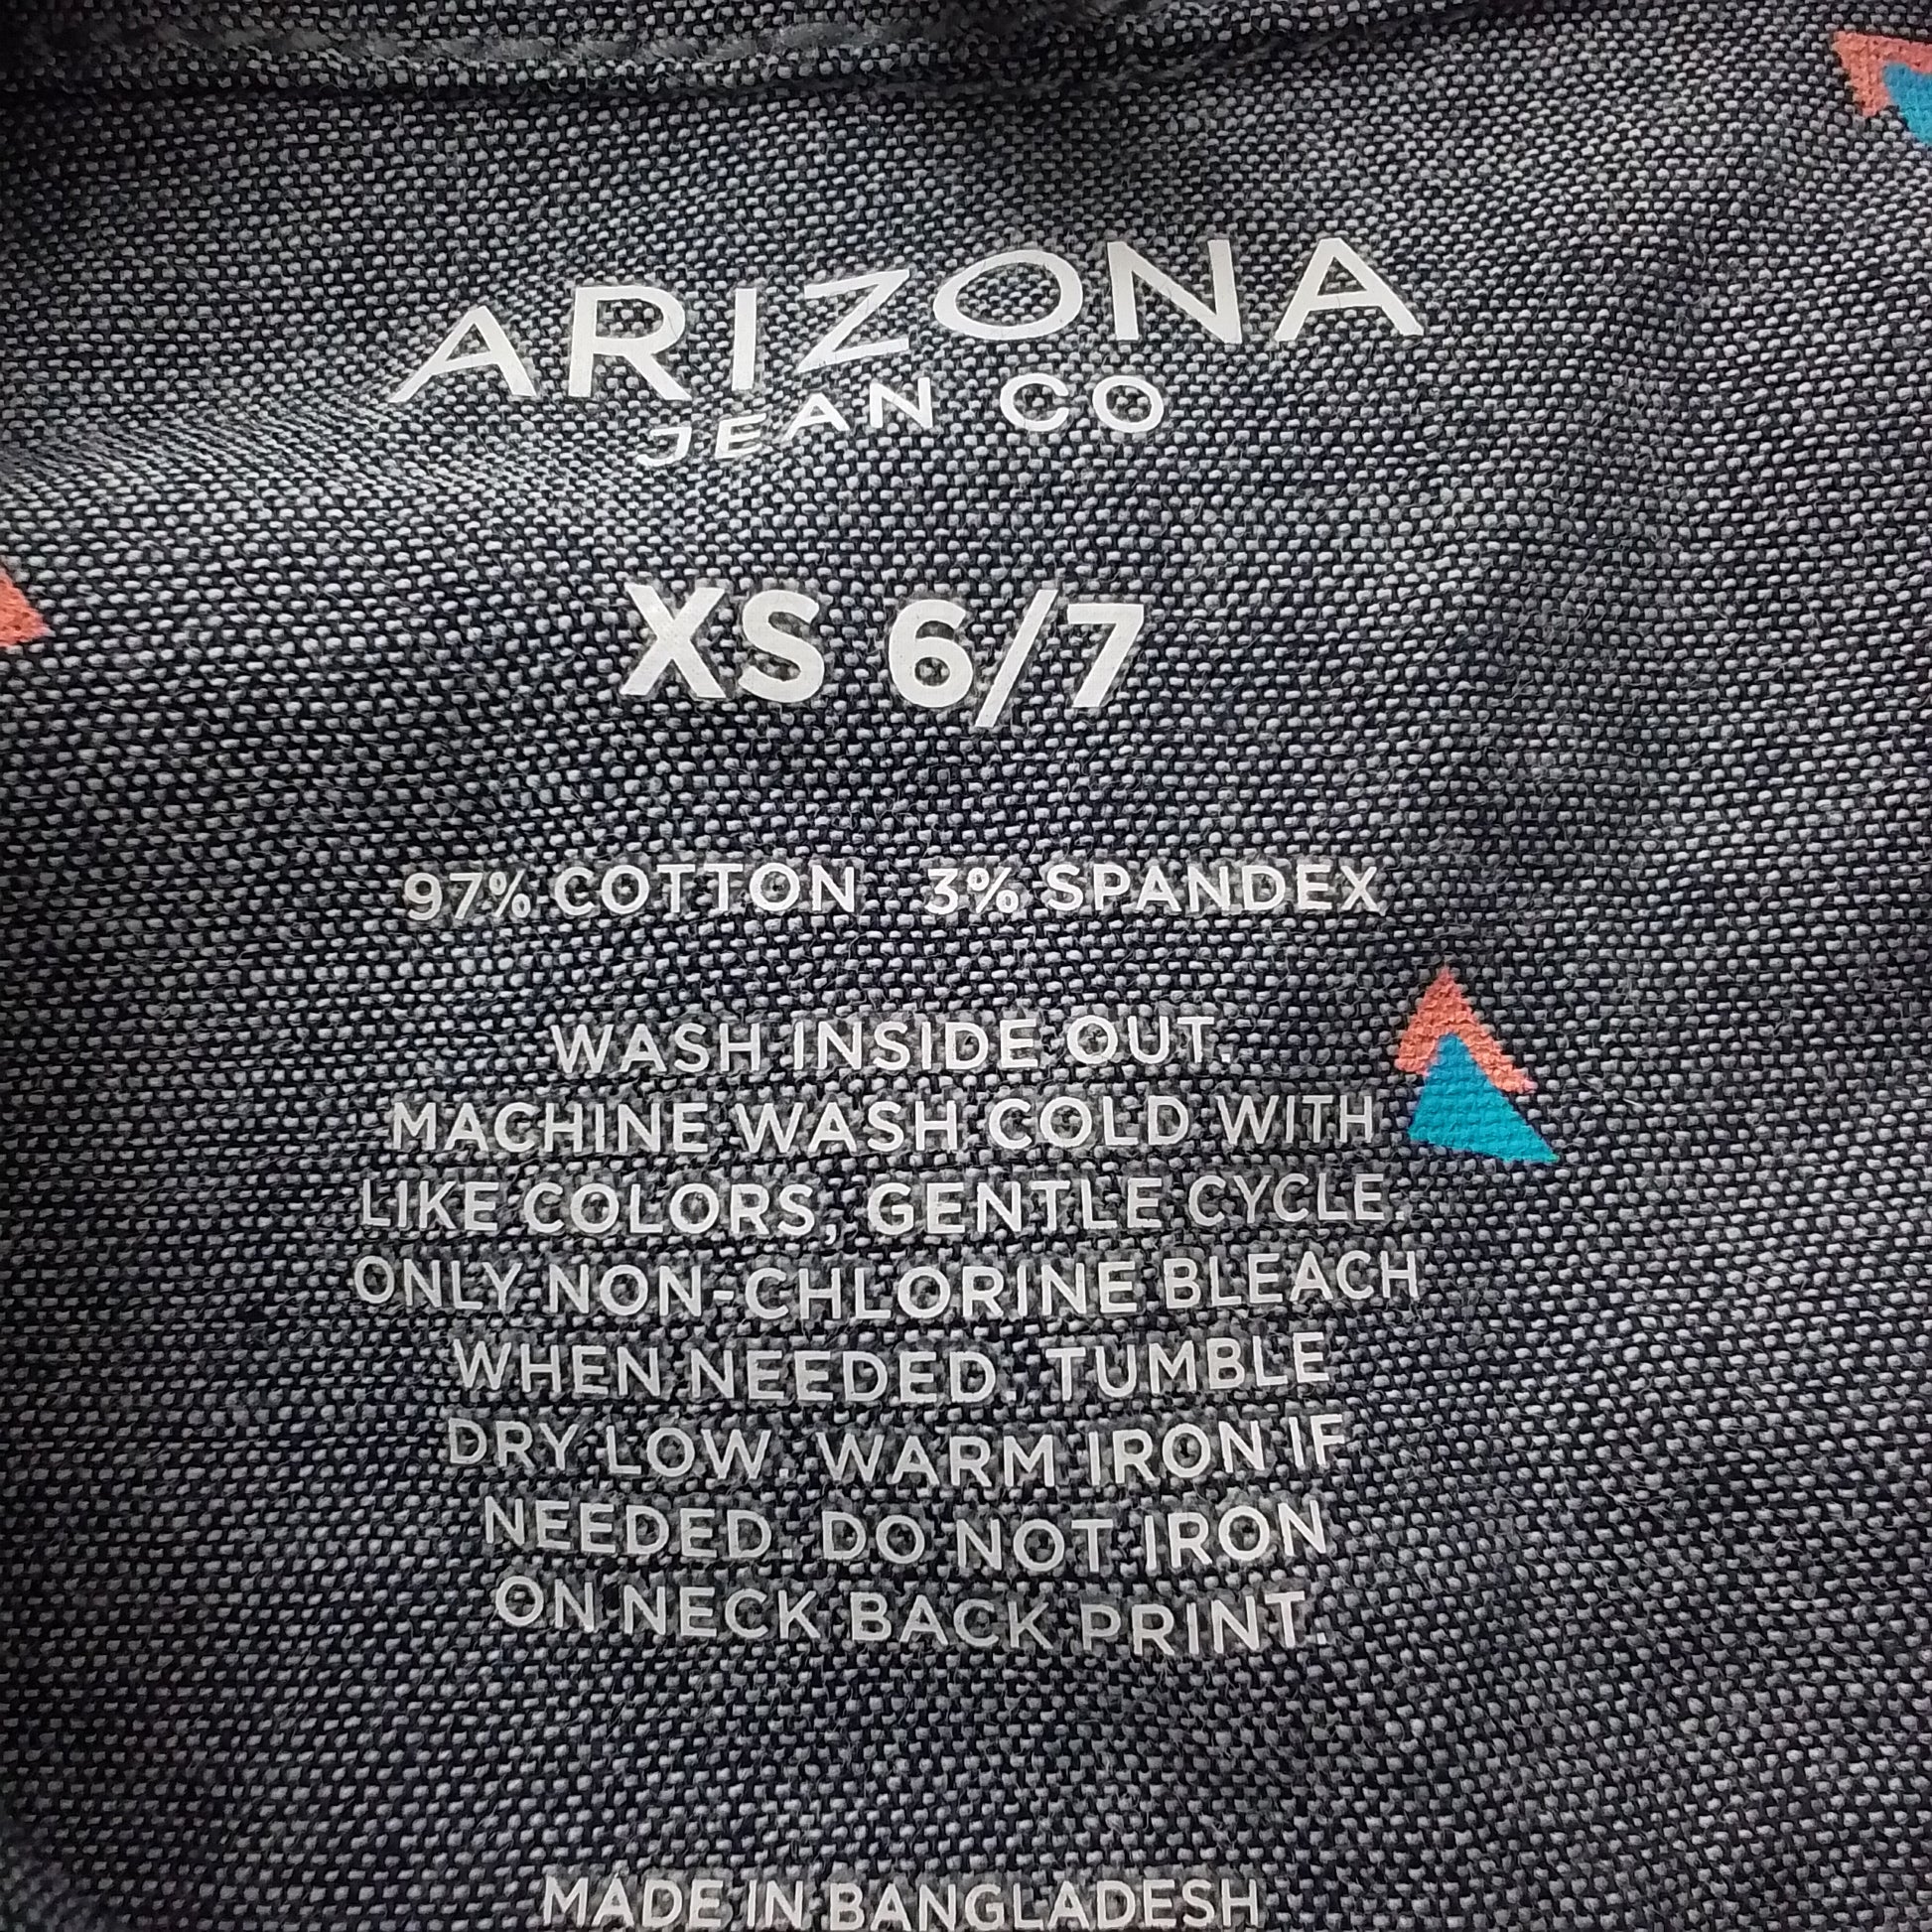 ARIZONA
JEAN CO
XS 6/7
97% COTTON 3% SPANDEX
WASH INSIDE OUT.
MACHINE WASH COLD WITH
LIKE COLORS, GENTLE CYCLE.
ONLY NON-CHLORINE BLEACH
WHEN NEEDED. TUMBLE
DRY LOW. WARM IRON IF
NEEDED. DO NOT IRON
ON NECK BACK PRINT.
MADE IN BANGLADESH